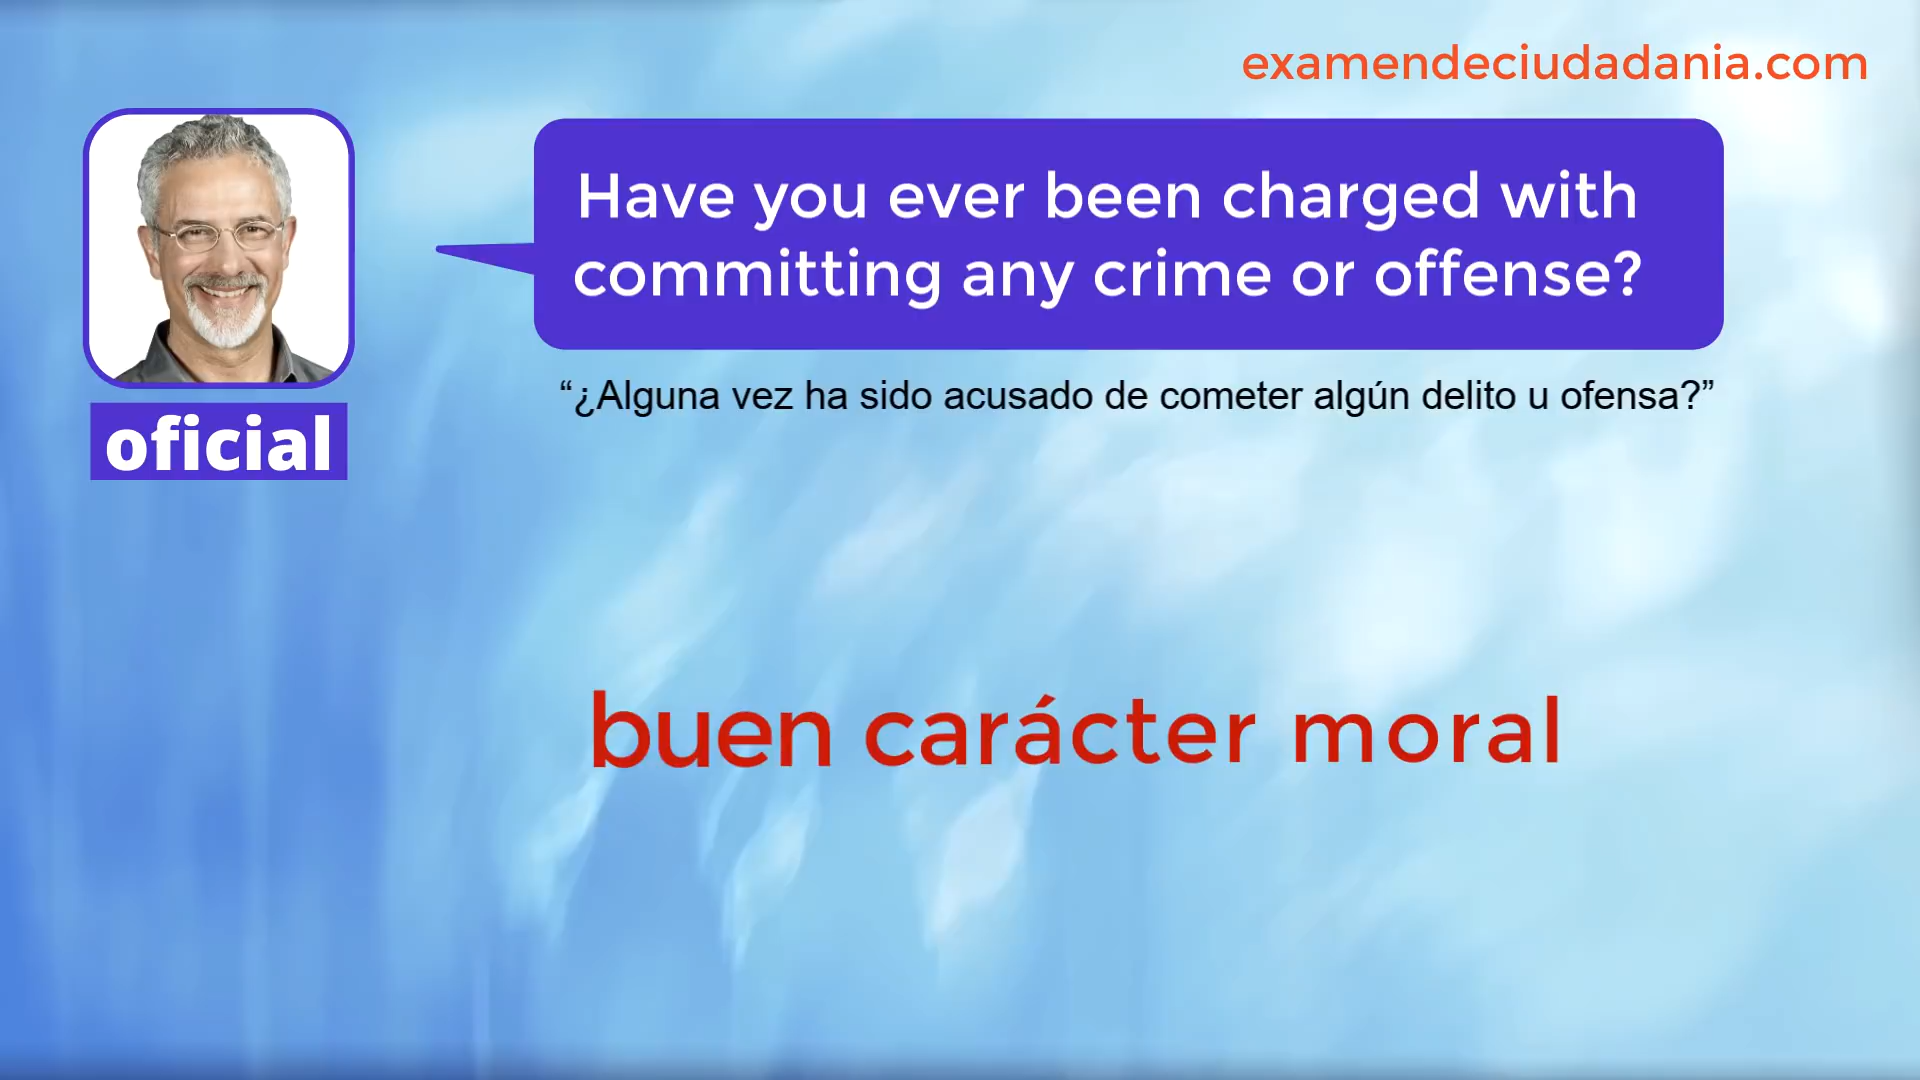 examendeciudadania.com
Have you ever been charged with
committing any crime or offense?
“¿Alguna vez ha sido acusado de cometer algún delito u ofensa?”
oficial
buen carácter moral